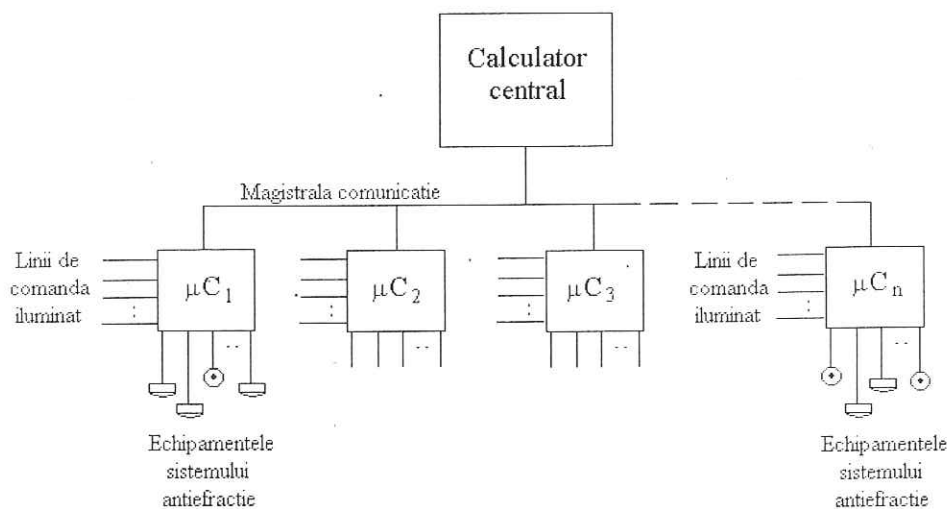 Calculator
central
Magistrala comunicatie
Linii de
comanda
iluminat
μC1
μC2
μC3
Linii de
comanda
iluminat
μCn
Echipamentele
sistemului
antiefractie
Echipamentele
sistemului
antiefractie